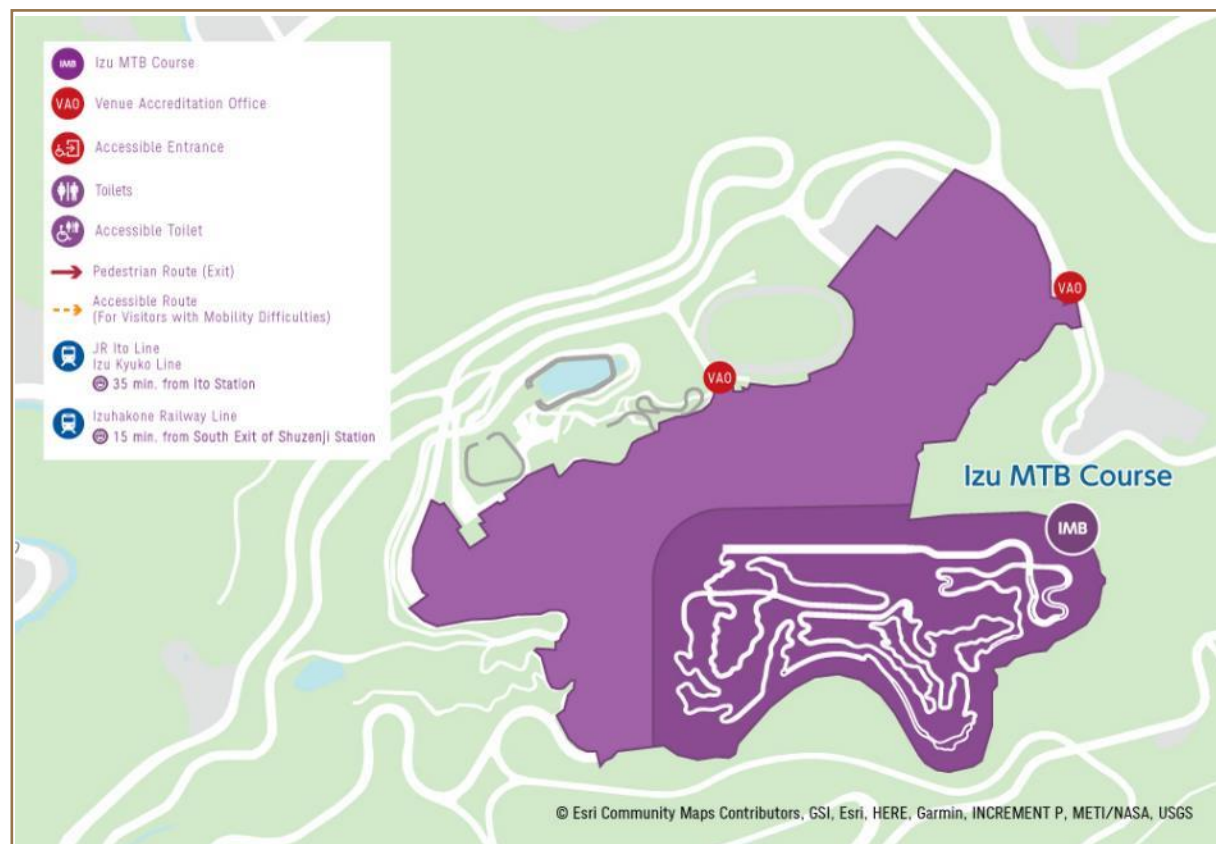 IMB Izu MTB Course
VAO Venue Accreditation Office
Accessible Entrance
Toilets
Accessible Toilet
Pedestrian Route (Exit)
Accessible Route
(For Visitors with Mobility Difficulties)
JR Ito Line
Izu Kyuko Line
35 min. from Ito Station
Izuhakone Railway Line
15 min. from South Exit of Shuzenji Station
VAO
VAO
Izu MTB Course
IMB
© Esri Community Maps Contributors, GSI, Esri, HERE, Garmin, INCREMENT P, METI/NASA, USGS